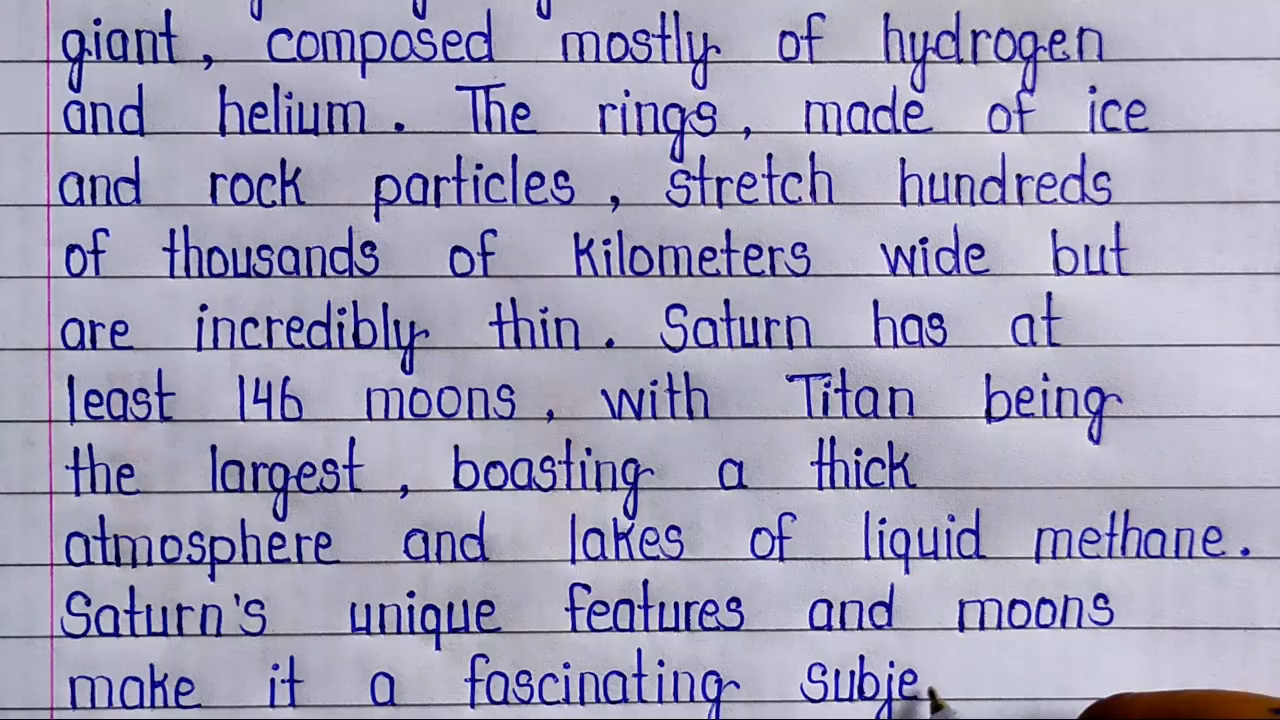 giant, composed mostly of hydrogen
and helium. The rings, made of ice
and rock particles, stretch hundreds
of thousands of kilometers wide but
are incredibly thin. Saturn has at
least 146 moons, with Titan being
the largest, boasting a thick
atmosphere and lakes of liquid methane.
Saturn's unique features and moons
make it a fascinating subje